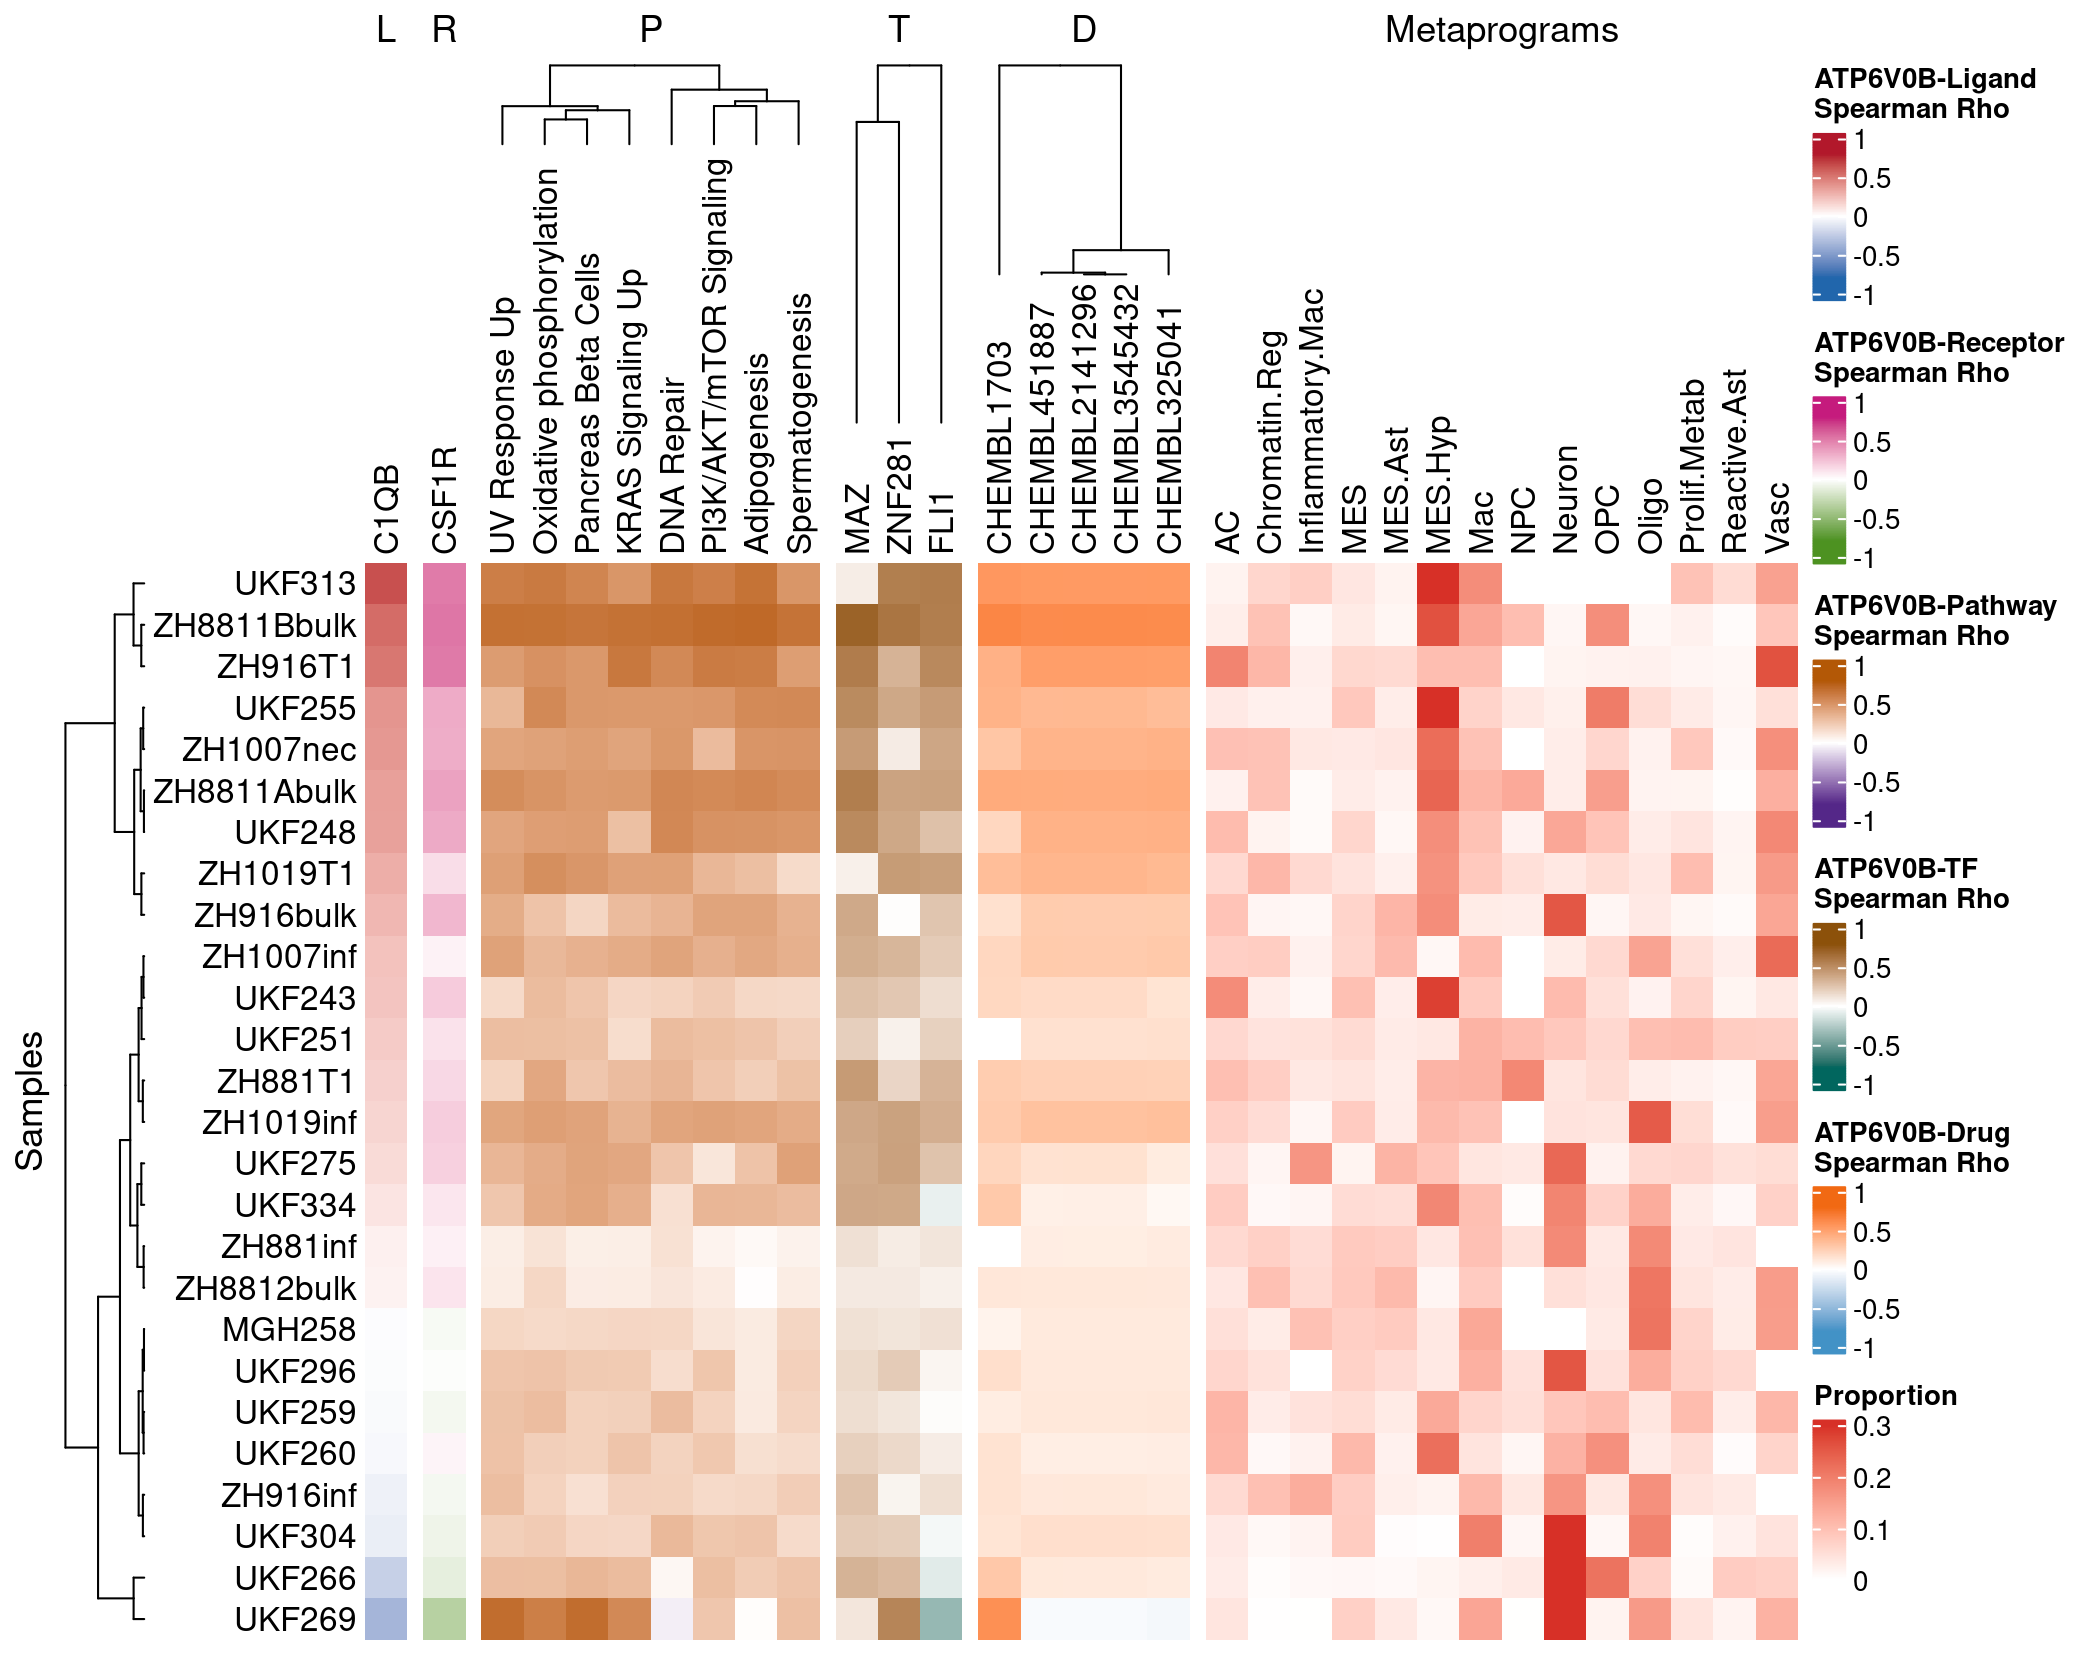 L R P T D Metaprograms
C1QB
CSF1R
UV Response Up
Oxidative phosphorylation
Pancreas Beta Cells
KRAS Signaling Up
DNA Repair
PI3K/AKT/mTOR Signaling
Adipogenesis
Spermatogenesis
MAZ
ZNF281
FLI1
CHEMBL1703
CHEMBL451887
CHEMBL2141296
CHEMBL3545432
CHEMBL325041
AC
Chromatin.Reg
Inflammatory.Mac
MES
MES.Ast
MES.Hyp
Mac
NPC
Neuron
OPC
Oligo
Prolif.Metab
Reactive.Ast
Vasc
Samples
UKF313
ZH8811Bbulk
ZH916T1
UKF255
ZH1007nec
ZH8811Abulk
UKF248
ZH1019T1
ZH916bulk
ZH1007inf
UKF243
UKF251
ZH881T1
ZH1019inf
UKF275
UKF334
ZH881inf
ZH8812bulk
MGH258
UKF296
UKF259
UKF260
ZH916inf
UKF304
UKF266
UKF269
ATP6V0B-Ligand
Spearman Rho
1
0.5
0
-0.5
-1
ATP6V0B-Receptor
Spearman Rho
1
0.5
0
-0.5
-1
ATP6V0B-Pathway
Spearman Rho
1
0.5
0
-0.5
-1
ATP6V0B-TF
Spearman Rho
1
0.5
0
-0.5
-1
ATP6V0B-Drug
Spearman Rho
1
0.5
0
-0.5
-1
Proportion
0.3
0.2
0.1
0